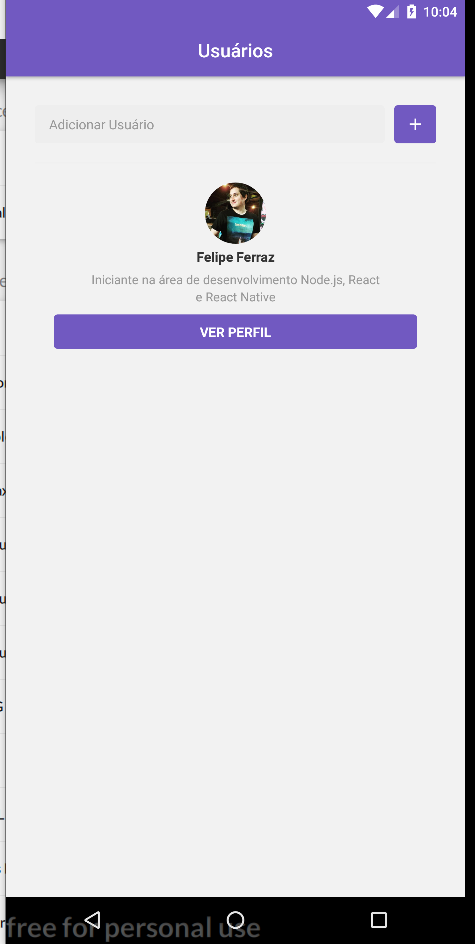 10:04
Usuários
Adicionar Usuário
+
Felipe Ferraz
Iniciante na área de desenvolvimento Node.js, React
e React Native
VER PERFIL
free for personal use